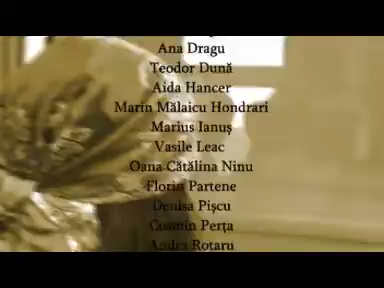 Ana Dragu
Teodor Dună
Aida Hancer
Marin Mălaicu Hondrari
Marius Ianuș
Vasile Leac
Oana Cătălina Ninu
Florin Partene
Denisa Pișcu
Cosmin Perța
Andra Rotaru